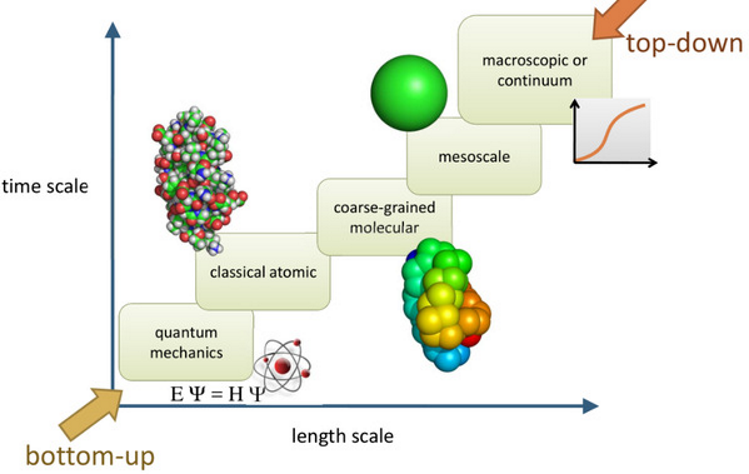 top-down
macroscopic or
continuum
mesoscale
time scale
coarse-grained
molecular
classical atomic
quantum
mechanics
E Ψ = H Ψ
length scale
bottom-up